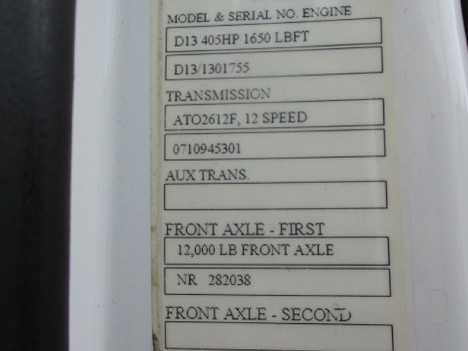 MODEL & SERIAL NO. ENGINE
D13 405HP 1650 LBFT
D13/1301755
TRANSMISSION
ATO2612F, 12 SPEED
0710945301
AUX TRANS.
FRONT AXLE - FIRST
12,000 LB FRONT AXLE
NR 282038
FRONT AXLE - SECOND